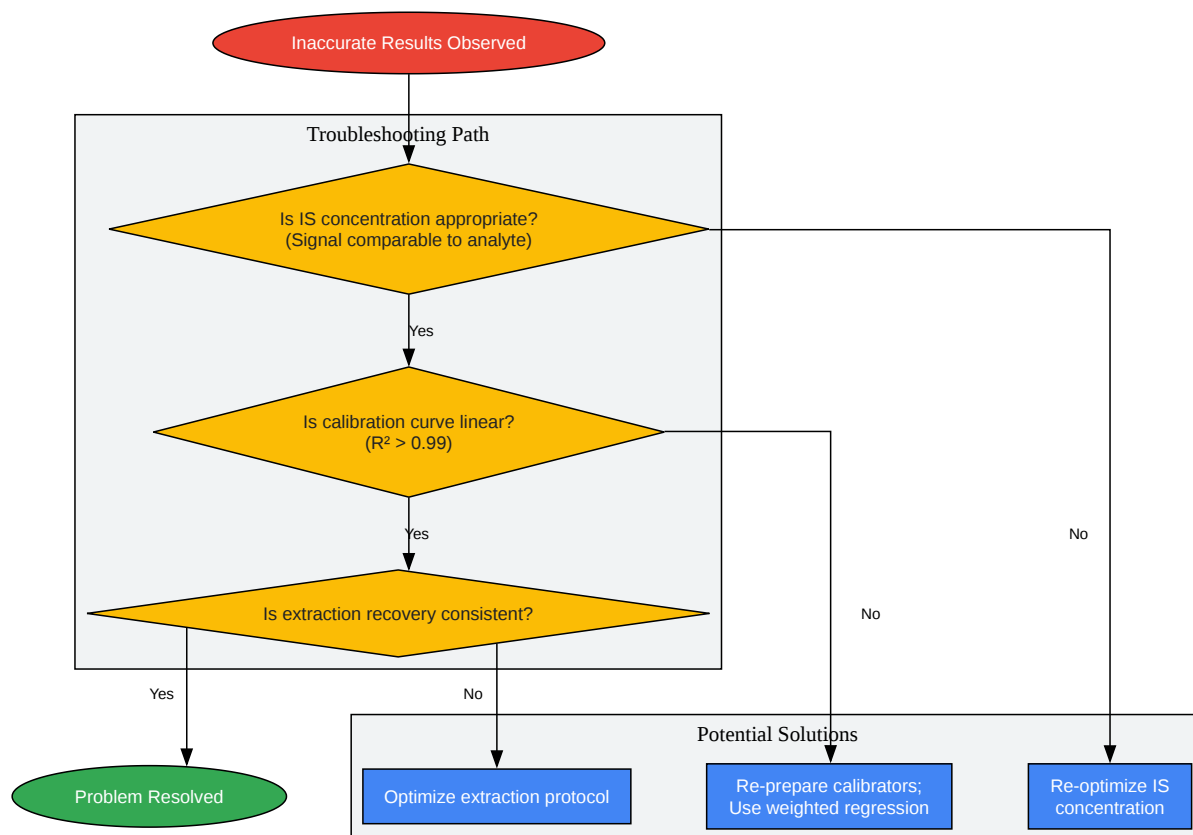 Inaccurate Results Observed
Troubleshooting Path
Is IS concentration appropriate?
(Signal comparable to analyte)
Yes
Is calibration curve linear?
(R² > 0.99)
Yes
No
Is extraction recovery consistent?
No
Yes
No
Potential Solutions
Problem Resolved
Optimize extraction protocol
Re-prepare calibrators;
Use weighted regression
Re-optimize IS
concentration